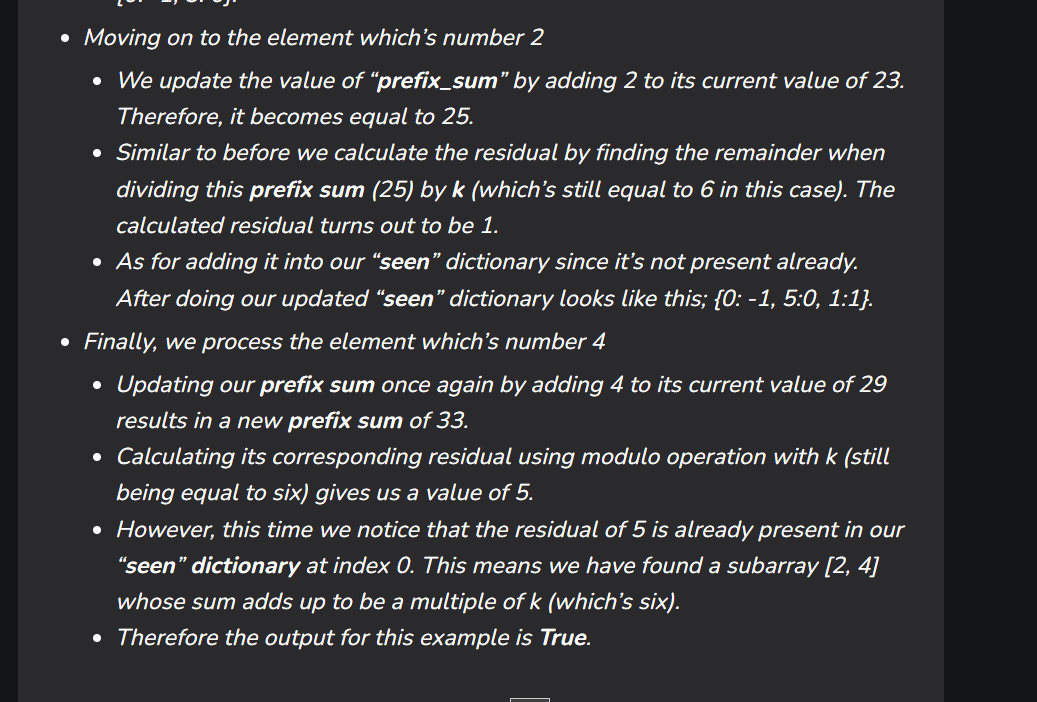 Moving on to the element which's number 2
We update the value of “prefix_sum” by adding 2 to its current value of 23.
Therefore, it becomes equal to 25.
Similar to before we calculate the residual by finding the remainder when
dividing this prefix sum (25) by k (which's still equal to 6 in this case). The
calculated residual turns out to be 1.
As for adding it into our “seen” dictionary since it's not present already.
After doing our updated “seen” dictionary looks like this; {0: -1, 5:0, 1:1}.
Finally, we process the element which's number 4
Updating our prefix sum once again by adding 4 to its current value of 29
results in a new prefix sum of 33.
Calculating its corresponding residual using modulo operation with k (still
being equal to six) gives us a value of 5.
However, this time we notice that the residual of 5 is already present in our
“seen” dictionary at index 0. This means we have found a subarray [2, 4]
whose sum adds up to be a multiple of k (which's six).
Therefore the output for this example is True.